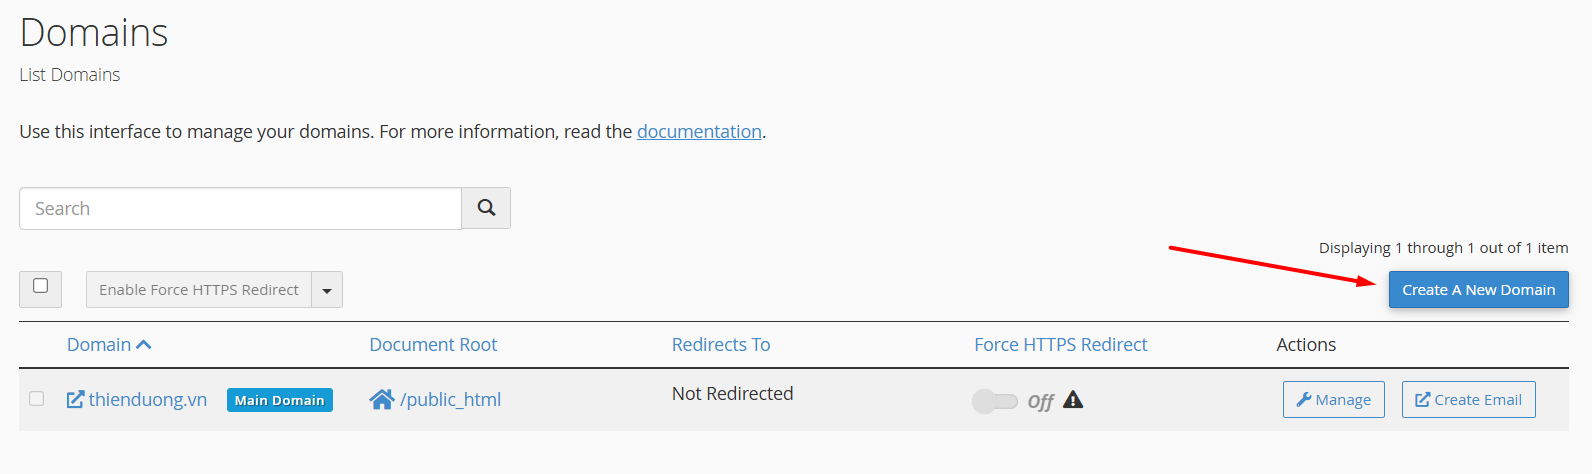 Domains
List Domains
Use this interface to manage your domains. For more information, read the documentation.
Search
Displaying 1 through 1 out of 1 item
Enable Force HTTPS Redirect
Create A New Domain
Domain Document Root Redirects To Force HTTPS Redirect Actions
thienduong.vn Main Domain /public_html Not Redirected Off Manage Create Email